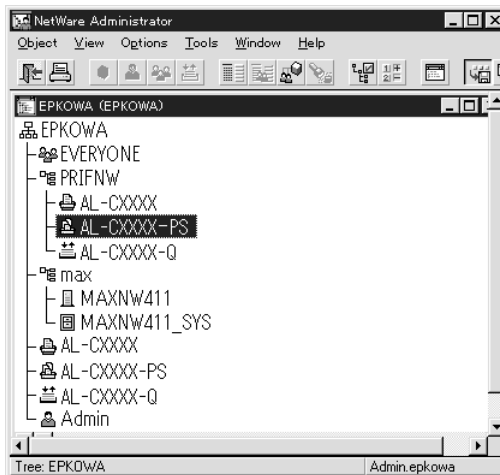 NetWare Administrator
Object View Options Tools Window Help
EPKOWA (EPKOWA)
EPKOWA
EVERYONE
PRIFNW
AL-CXXXX
AL-CXXXX-PS
AL-CXXXX-Q
max
MAXNW411
MAXNW411_SYS
AL-CXXXX
AL-CXXXX-PS
AL-CXXXX-Q
Admin
Tree: EPKOWA Admin.epkowa